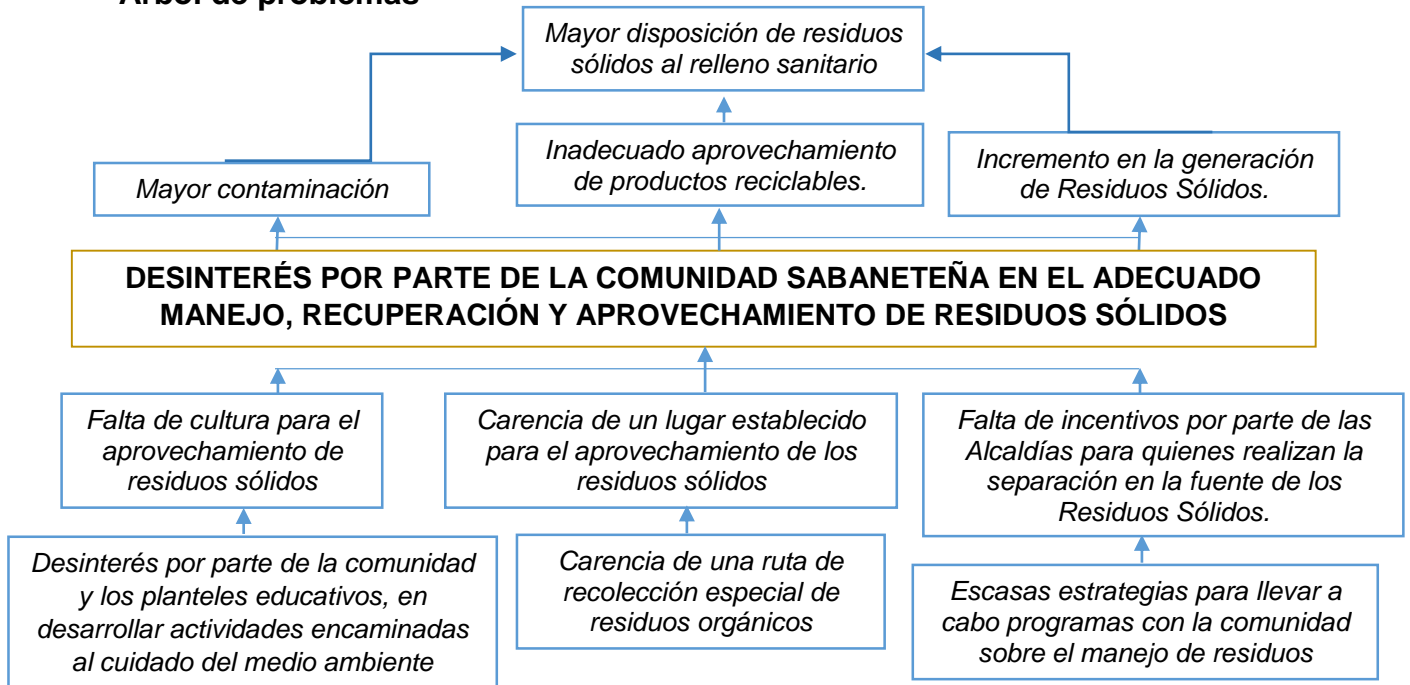 Árbol de problemas
Mayor disposición de residuos
sólidos al relleno sanitario
Mayor contaminación
Inadecuado aprovechamiento
de productos reciclables.
Incremento en la generación
de Residuos Sólidos.
DESINTERÉS POR PARTE DE LA COMUNIDAD SABANETEÑA EN EL ADECUADO
MANEJO, RECUPERACIÓN Y APROVECHAMIENTO DE RESIDUOS SÓLIDOS
Falta de cultura para el
aprovechamiento de
residuos sólidos
Carencia de un lugar establecido
para el aprovechamiento de los
residuos sólidos
Falta de incentivos por parte de las
Alcaldías para quienes realizan la
separación en la fuente de los
Residuos Sólidos.
Desinterés por parte de la comunidad
y los planteles educativos, en
desarrollar actividades encaminadas
al cuidado del medio ambiente
Carencia de una ruta de
recolección especial de
residuos orgánicos
Escasas estrategias para llevar a
cabo programas con la comunidad
sobre el manejo de residuos